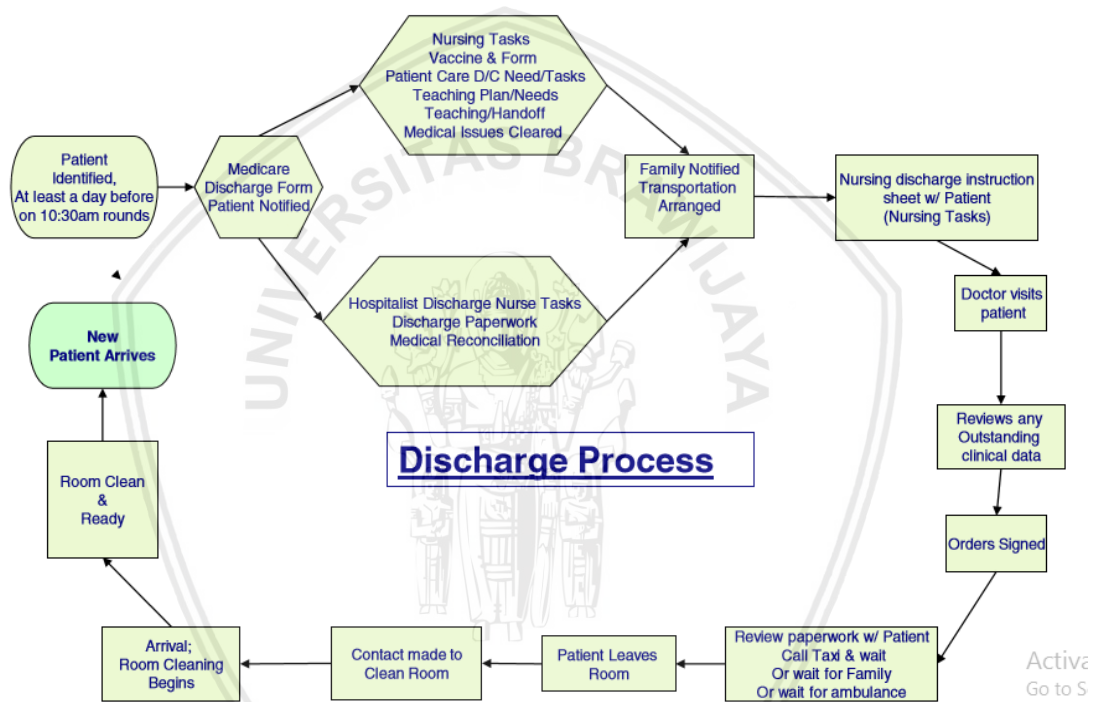 Nursing Tasks
Vaccine & Form
Patient Care D/C Need/Tasks
Teaching Plan/Needs
Teaching/Handoff
Medical Issues Cleared
Patient
Identified,
At least a day before
on 10:30am rounds
Medicare
Discharge Form
Patient Notified
Family Notified
Transportation
Arranged
Nursing discharge instruction
sheet w/ Patient
(Nursing Tasks)
Hospitalist Discharge Nurse Tasks
Discharge Paperwork
Medical Reconciliation
Doctor visits
patient
New
Patient Arrives
Reviews any
Outstanding
clinical data
Discharge Process
Room Clean
&
Ready
Orders Signed
Arrival;
Room Cleaning
Begins
Contact made to
Clean Room
Patient Leaves
Room
Review paperwork w/ Patient
Call Taxi & wait
Or wait for Family
Or wait for ambulance
UNIVERSITAS BRAWIJAYA
Activa
Go to S